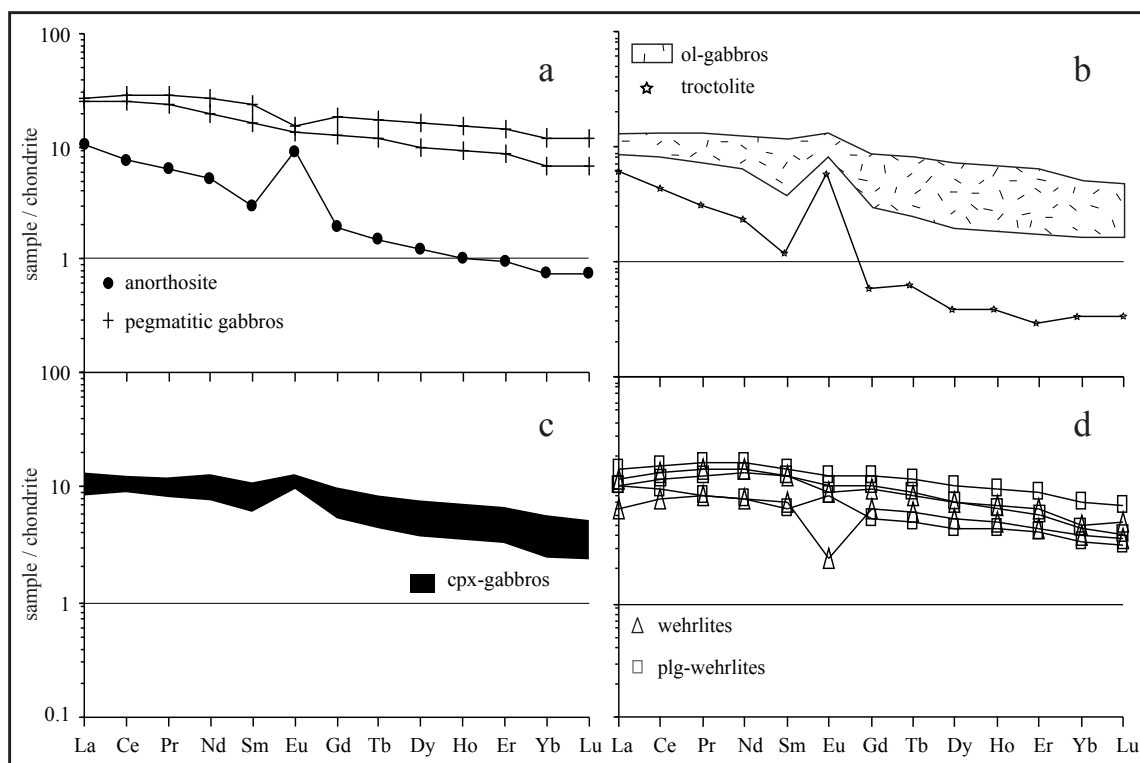 100
10
1
sample / chondrite
a
anorthosite
pegmatitic gabbros
b
ol-gabbros
troctolite
100
10
1
0.1
sample / chondrite
c
cpx-gabbros
d
wehrlites
plg-wehrlites
La Ce Pr Nd Sm Eu Gd Tb Dy Ho Er Yb Lu
La Ce Pr Nd Sm Eu Gd Tb Dy Ho Er Yb Lu